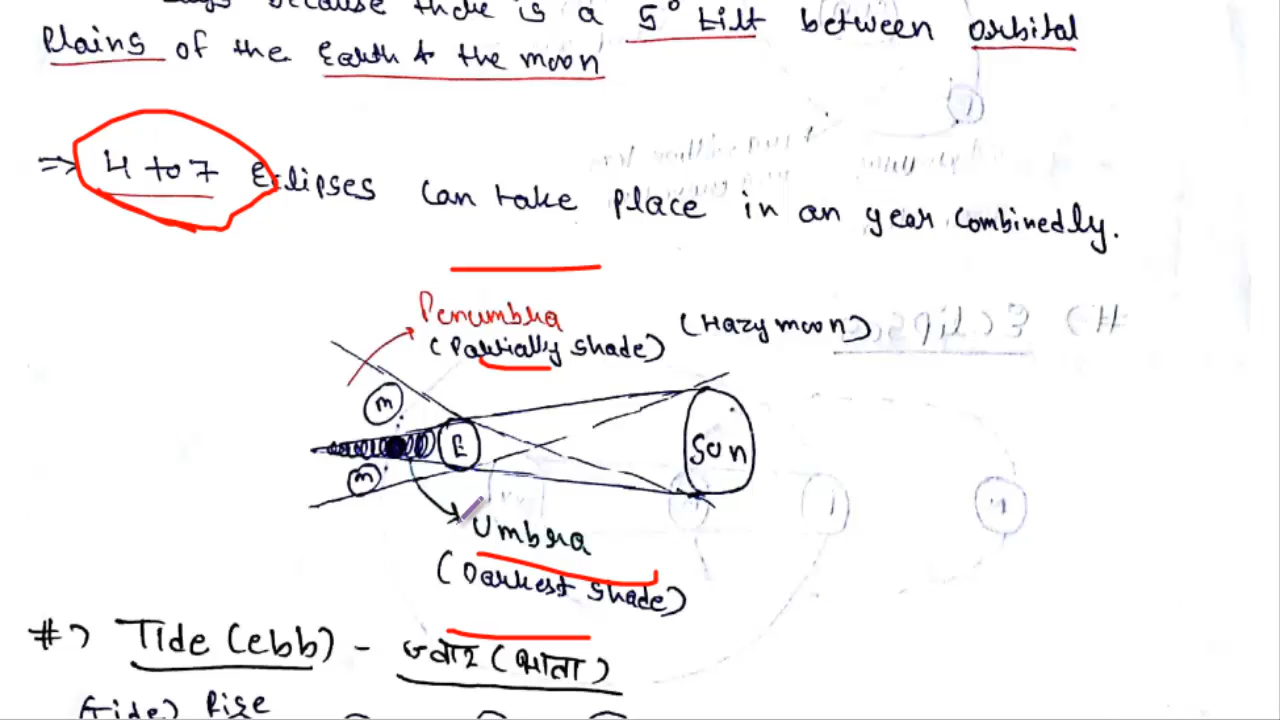 because there is a 5° tilt between orbital
Plains of the Earth & the moon
⇒ 4 to 7 Eclipses can take place in an year combinedly.
Penumbra
(Partially shade) (Hazy moon)
m
E
Sun
m
Umbra
(Darkest shade)
#) Tide (ebb) - ज्वार (भाता)
(Tide) Rise